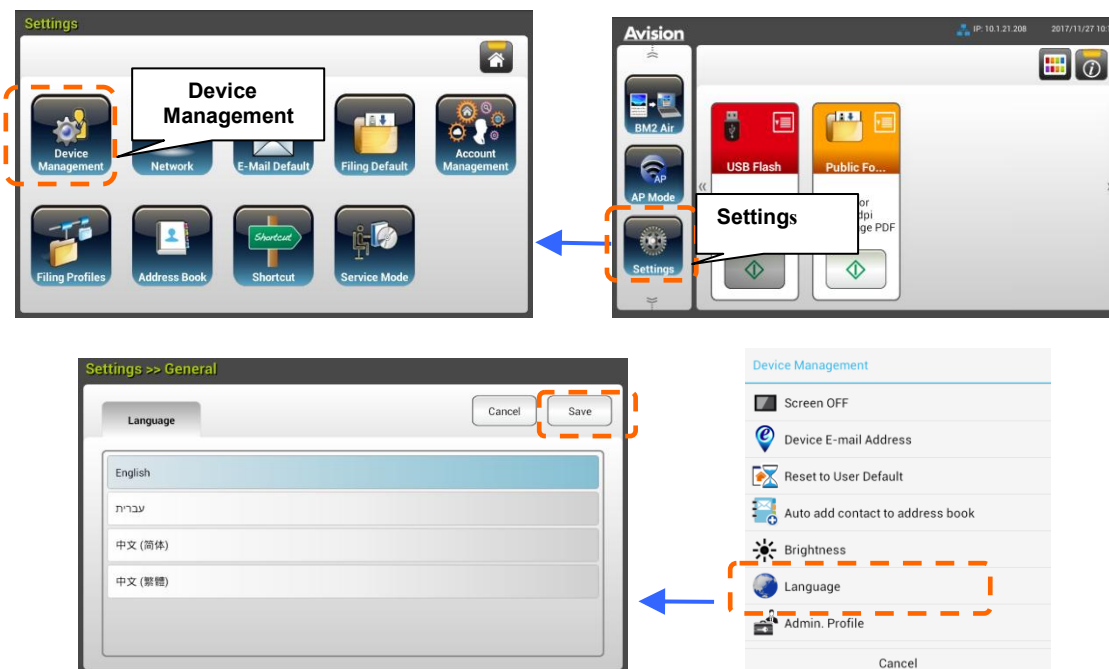 Settings
Device
Management
Device
Management
Network
E-Mail Default
Filing Default
Account
Management
Filing Profiles
Address Book
Shortcut
Shortcut
Service Mode
Avision
IP: 10.1.21.208
2017/11/27 10:
BM2 Air
AP
AP Mode
Settings
USB Flash
Public Fo...
Settings
or
dpi
ge PDF
Settings >> General
Language
Cancel
Save
English
עברית
中文 (简体)
中文 (繁體)
Device Management
Screen OFF
Device E-mail Address
Reset to User Default
Auto add contact to address book
Brightness
Language
Admin. Profile
Cancel